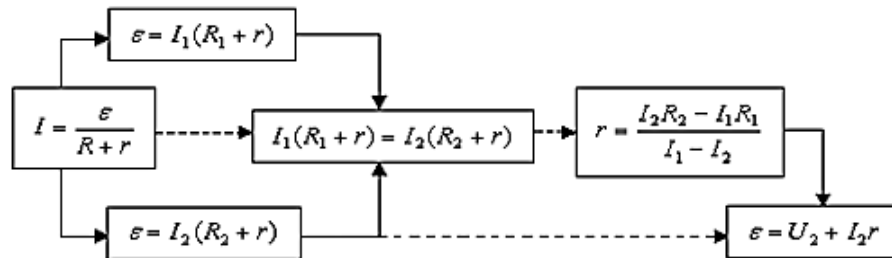 ε = I₁(R₁ + r)
I = ε / (R + r)
I₁(R₁ + r) = I₂(R₂ + r)
r = (I₂R₂ − I₁R₁) / (I₁ − I₂)
ε = I₂(R₂ + r)
ε = U₂ + I₂r